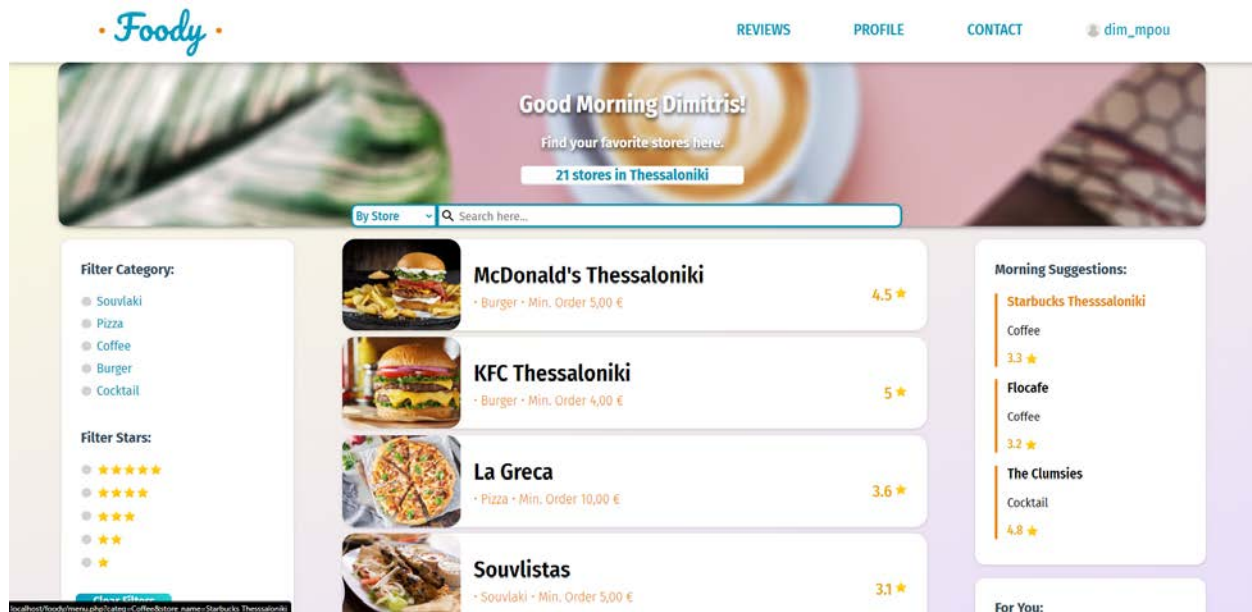 · Foody ·
REVIEWS
PROFILE
CONTACT
dim_mpou
Good Morning Dimitris!
Find your favorite stores here.
21 stores in Thessaloniki
By Store
Search here...
Filter Category:
Souvlaki
Pizza
Coffee
Burger
Cocktail
Filter Stars:
Clear Filters
McDonald's Thessaloniki
· Burger · Min. Order 5,00 €
4.5
KFC Thessaloniki
· Burger · Min. Order 4,00 €
5
La Greca
· Pizza · Min. Order 10,00 €
3.6
Souvlistas
· Souvlaki · Min. Order 5,00 €
3.1
Morning Suggestions:
Starbucks Thesssaloniki
Coffee
3.3
Flocafe
Coffee
3.2
The Clumsies
Cocktail
4.8
For You:
localhost/foody/menu.php?categ=Coffee&store_name=Starbucks Thesssaloniki